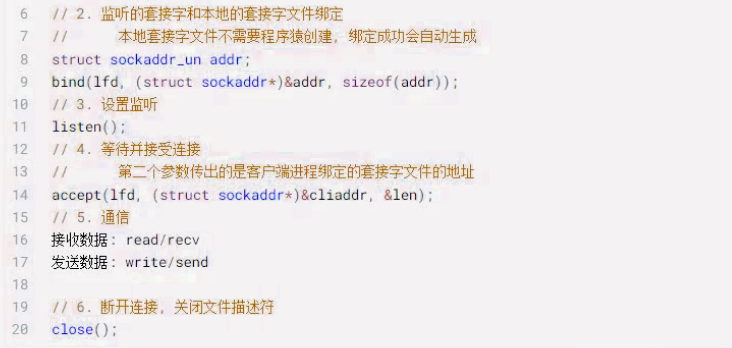 6 // 2. 监听的套接字和本地的套接字文件绑定
7 //      本地套接字文件不需要程序猿创建, 绑定成功会自动生成
8 struct sockaddr_un addr;
9 bind(lfd, (struct sockaddr*)&addr, sizeof(addr));
10 // 3. 设置监听
11 listen();
12 // 4. 等待并接受连接
13 //      第二个参数传出的是客户端进程绑定的套接字文件的地址
14 accept(lfd, (struct sockaddr*)&cliaddr, &len);
15 // 5. 通信
16 接收数据: read/recv
17 发送数据: write/send
18
19 // 6. 断开连接, 关闭文件描述符
20 close();